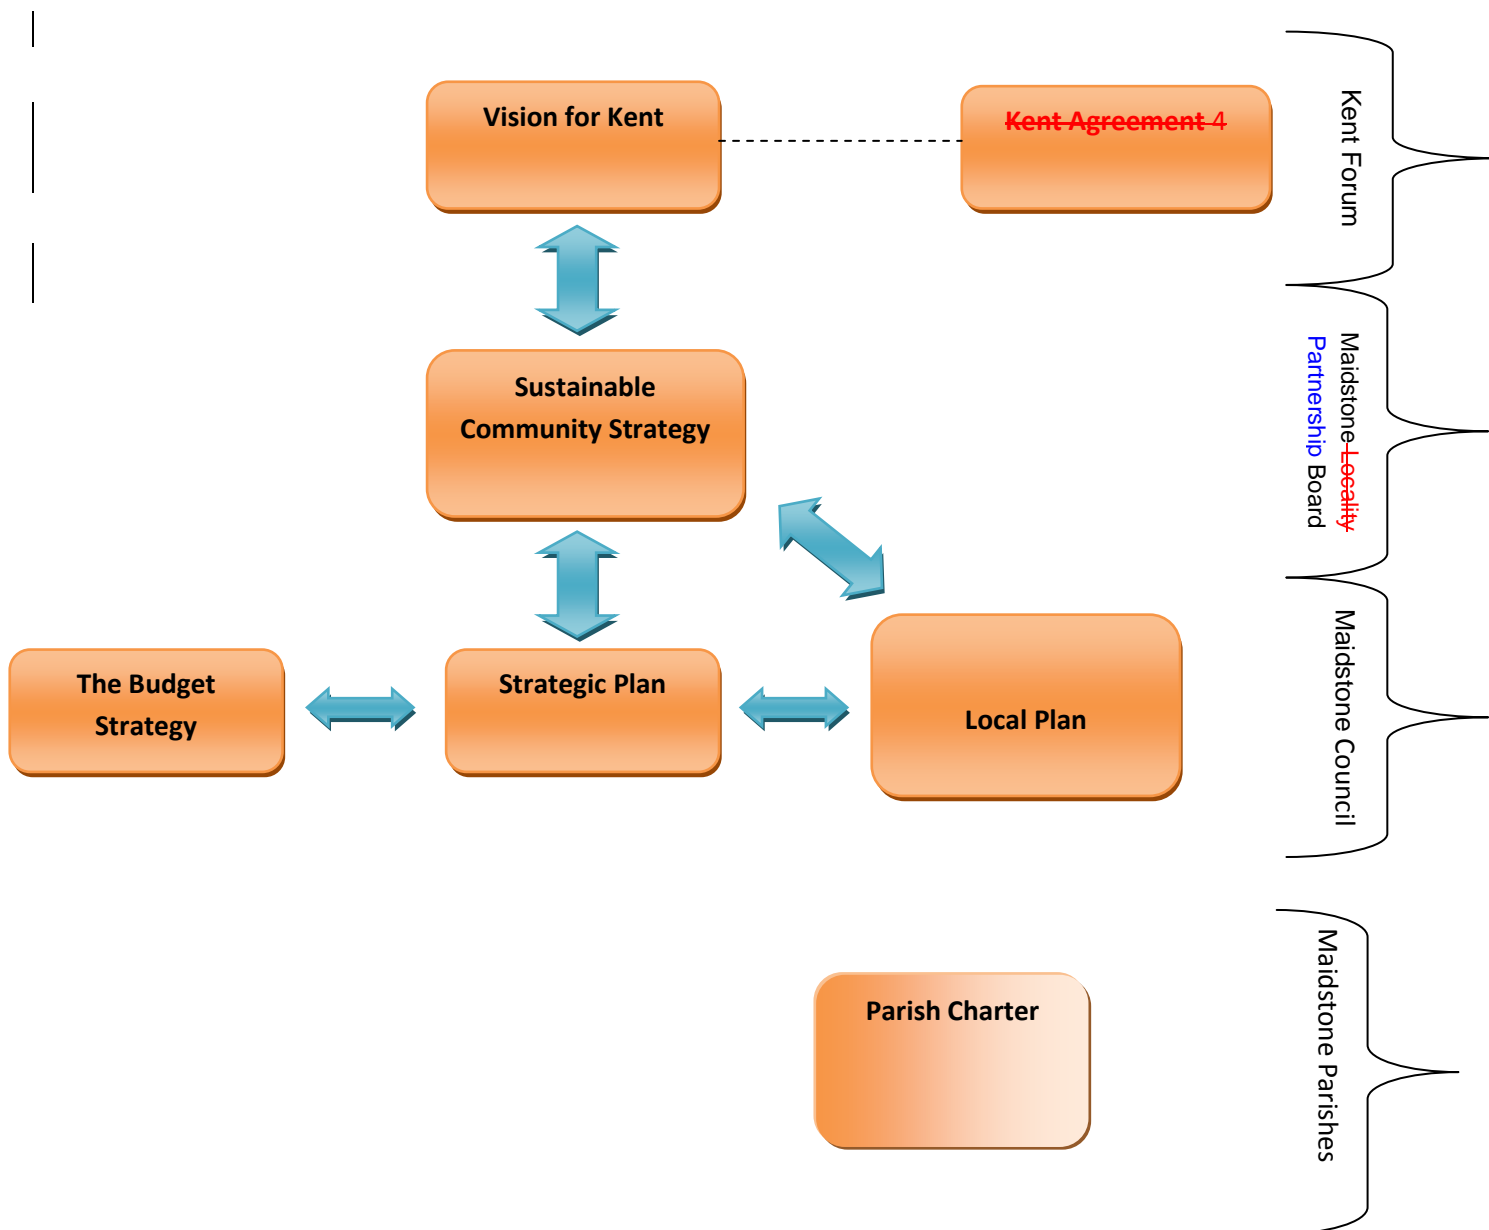 Vision for Kent
Kent Agreement 4
Kent Forum
Sustainable
Community Strategy
Maidstone Locality
Partnership Board
The Budget
Strategy
Strategic Plan
Local Plan
Maidstone Council
Parish Charter
Maidstone Parishes